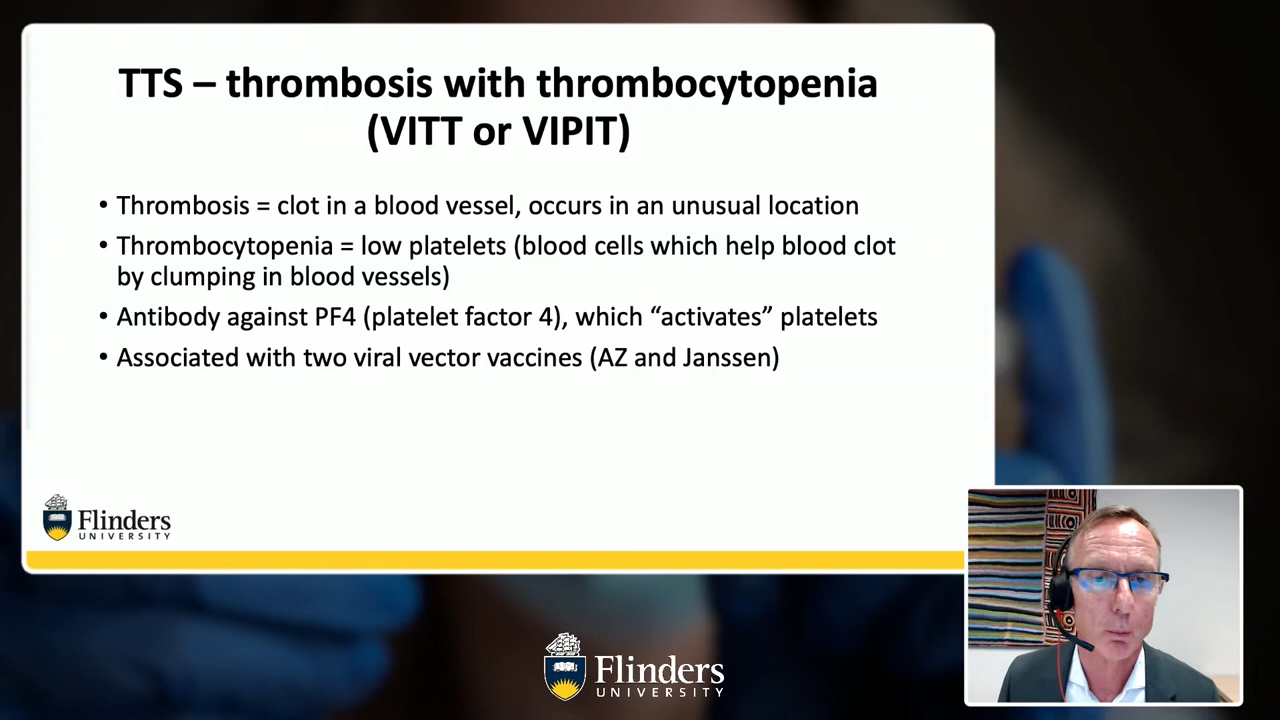 TTS – thrombosis with thrombocytopenia
(VITT or VIPIT)
• Thrombosis = clot in a blood vessel, occurs in an unusual location
• Thrombocytopenia = low platelets (blood cells which help blood clot
by clumping in blood vessels)
• Antibody against PF4 (platelet factor 4), which “activates” platelets
• Associated with two viral vector vaccines (AZ and Janssen)
Flinders
UNIVERSITY
Flinders
UNIVERSITY